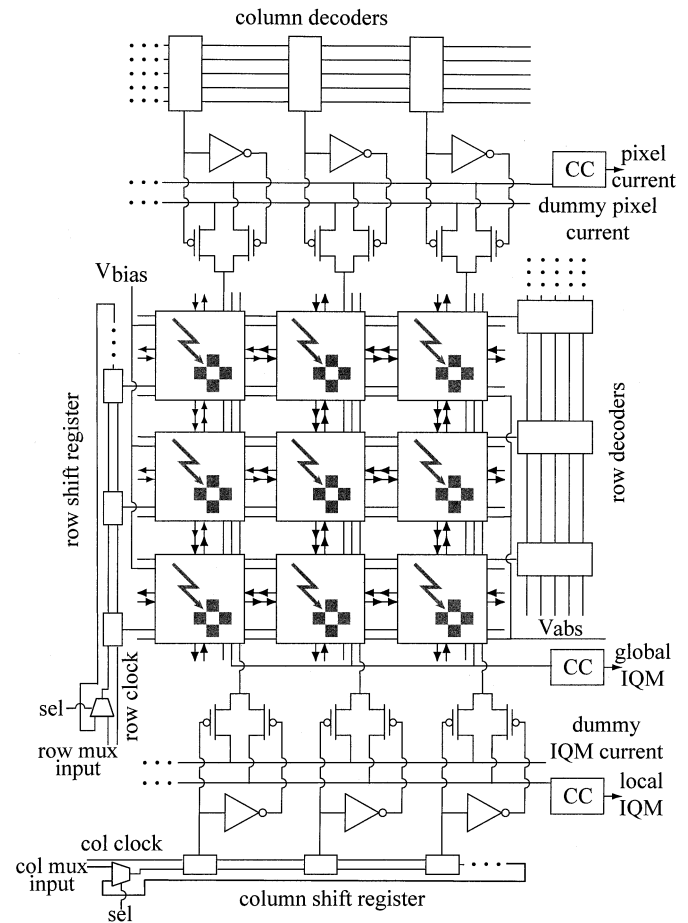 column decoders
CC
pixel
current
dummy pixel
current
Vbias
row shift register
row decoders
Vabs
row clock
CC
global
IQM
sel
row mux
input
dummy
IQM current
CC
local
IQM
col clock
col mux
input
column shift register
sel